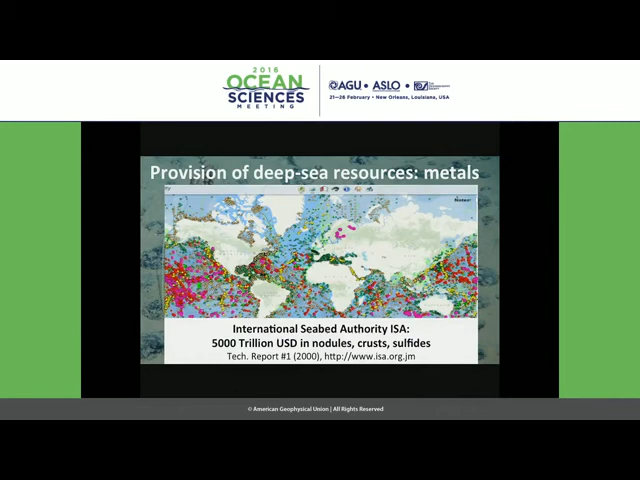 2016
OCEAN
SCIENCES
MEETING
AGU • ASLO •
21–26 February • New Orleans, Louisiana, USA
Provision of deep-sea resources: metals
International Seabed Authority ISA:
5000 Trillion USD in nodules, crusts, sulfides
Tech. Report #1 (2000), http://www.isa.org.jm
© American Geophysical Union | All Rights Reserved